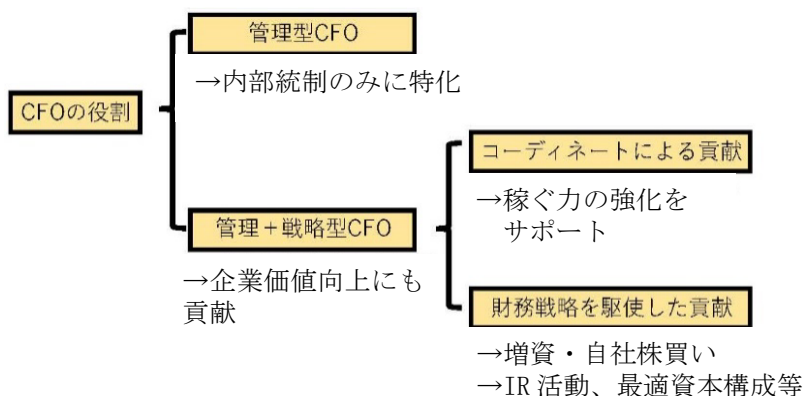 管理型CFO
→内部統制のみに特化
CFOの役割
コーディネートによる貢献
→稼ぐ力の強化を
サポート
管理＋戦略型CFO
→企業価値向上にも
貢献
財務戦略を駆使した貢献
→増資・自社株買い
→IR 活動、最適資本構成等